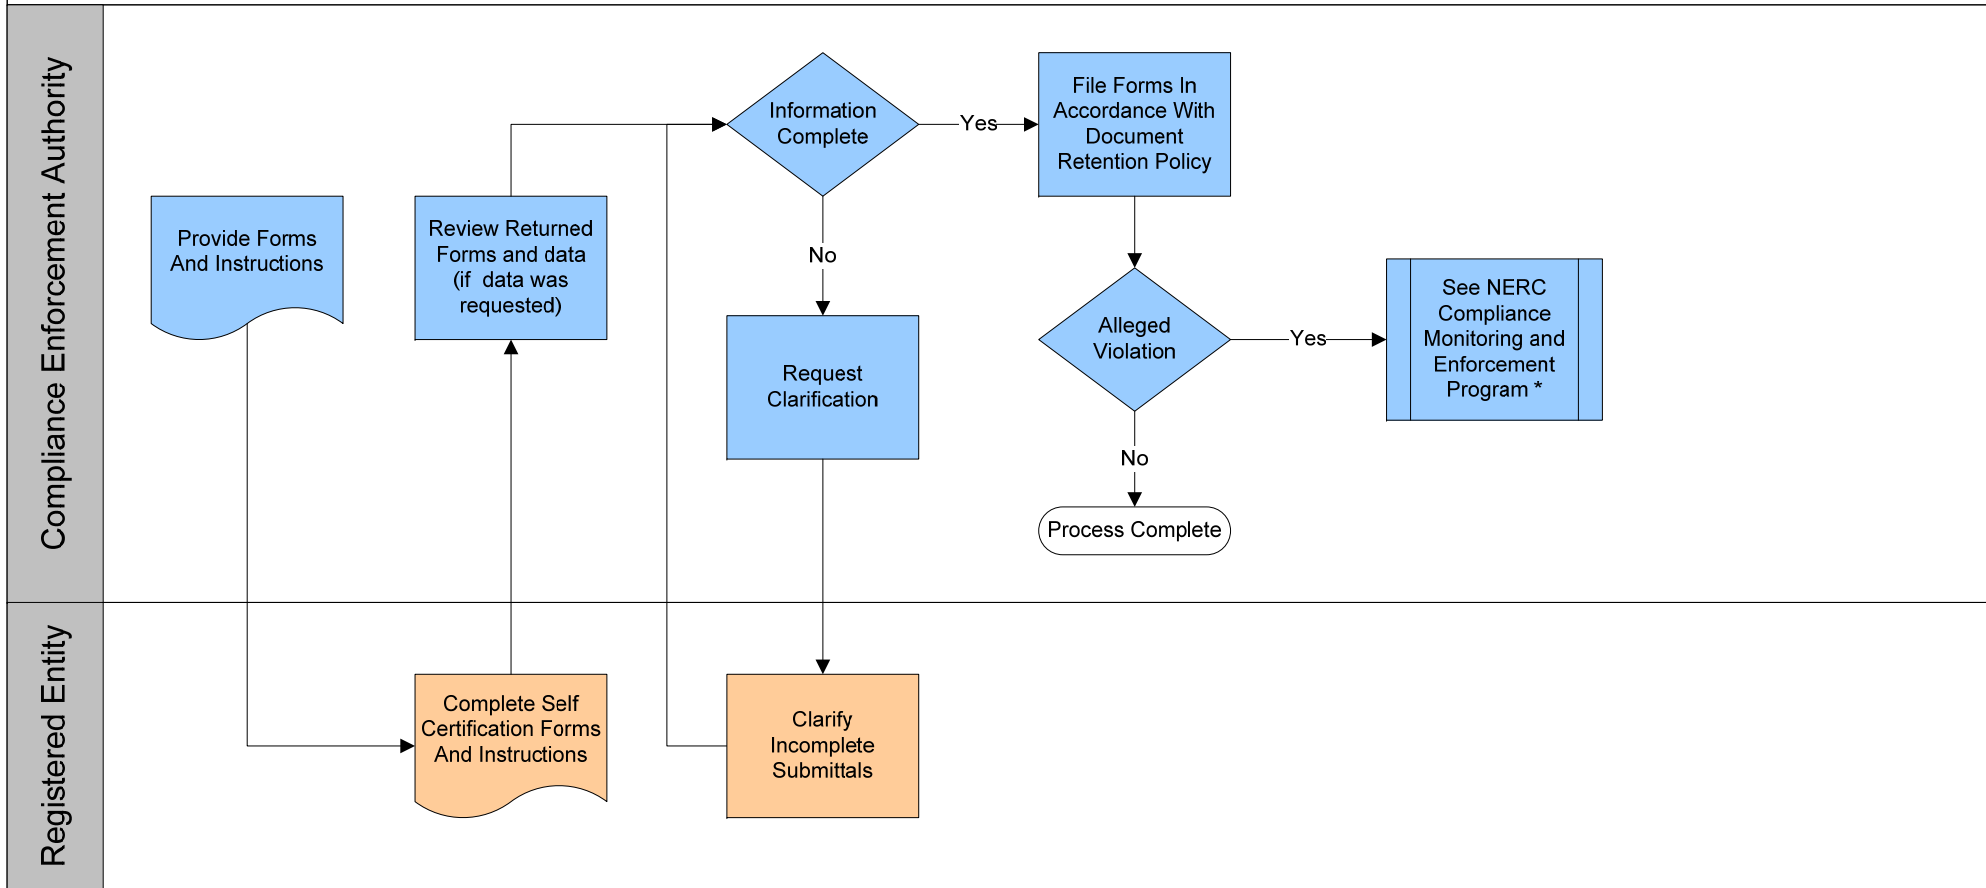 Compliance Enforcement Authority
Provide Forms
And Instructions
Review Returned
Forms and data
(if data was
requested)
Information
Complete
Yes
No
File Forms In
Accordance With
Document
Retention Policy
Request
Clarification
Alleged
Violation
Yes
No
See NERC
Compliance
Monitoring and
Enforcement
Program *
Process Complete
Registered Entity
Complete Self
Certification Forms
And Instructions
Clarify
Incomplete
Submittals